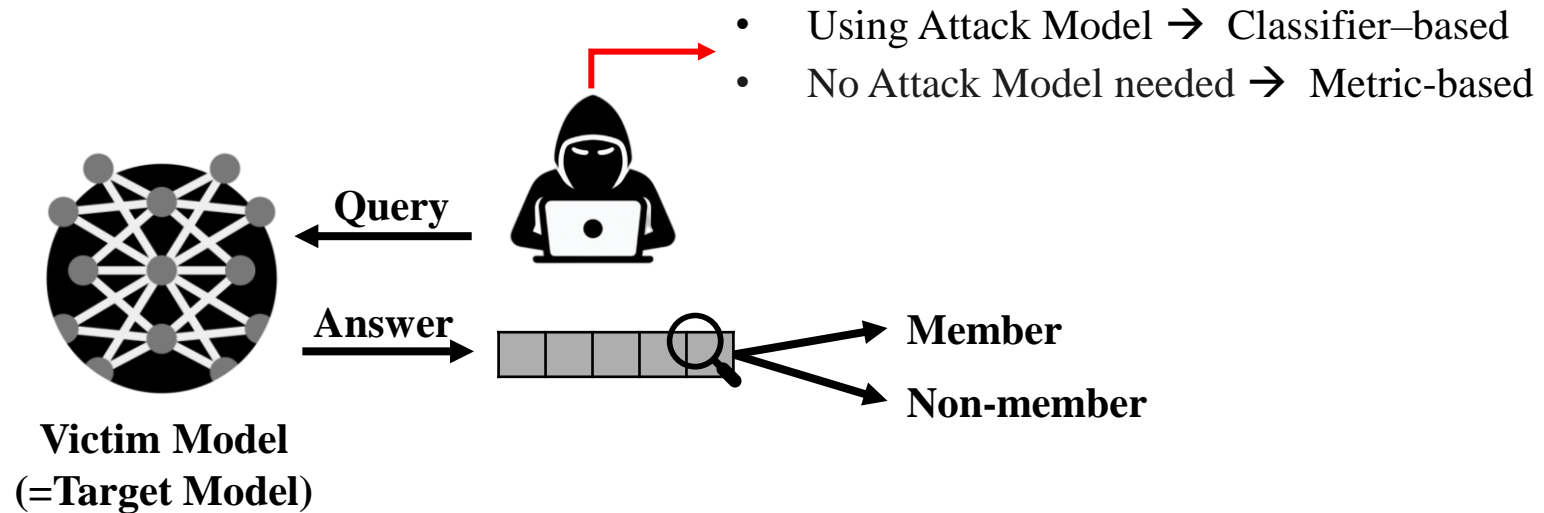 • Using Attack Model → Classifier–based
• No Attack Model needed → Metric-based
Query
Answer
Member
Non-member
Victim Model
(=Target Model)